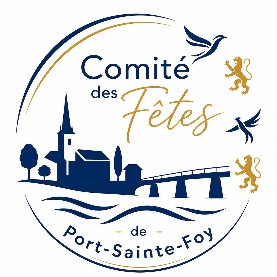 Comité
des
Fêtes
de
Port-Sainte-Foy